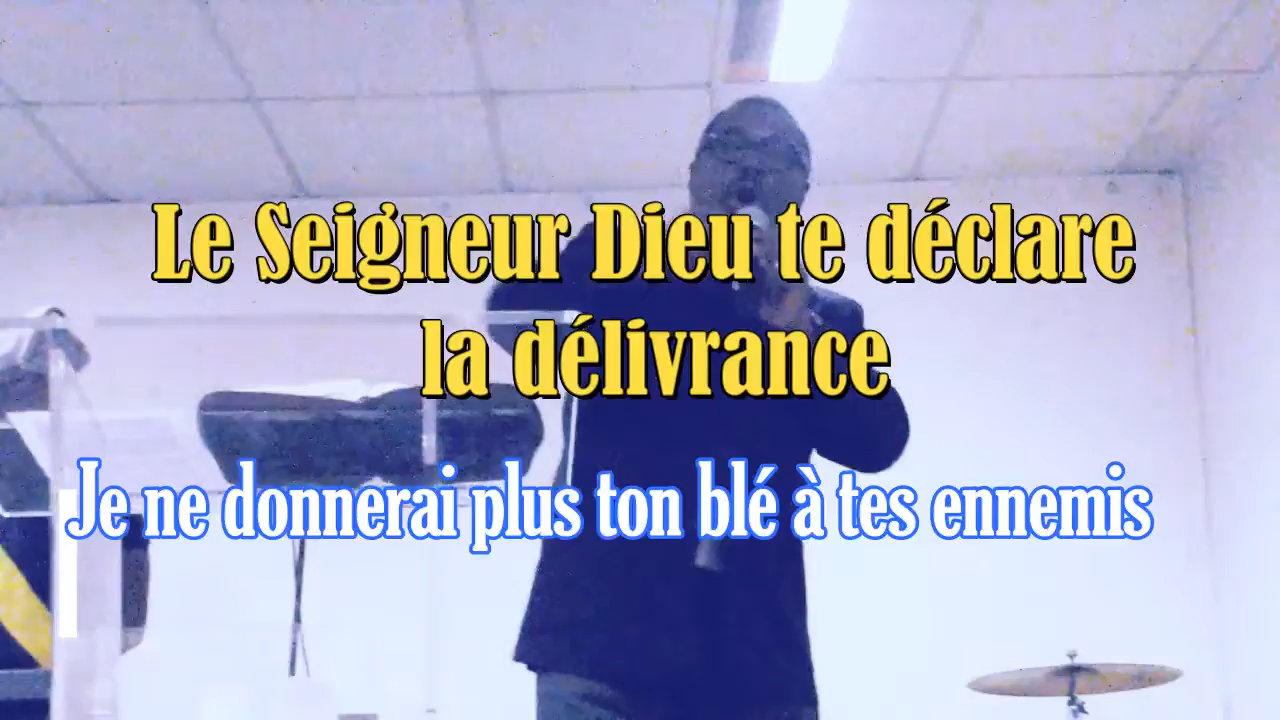 Le Seigneur Dieu te déclare
la délivrance
Je ne donnerai plus ton blé à tes ennemis